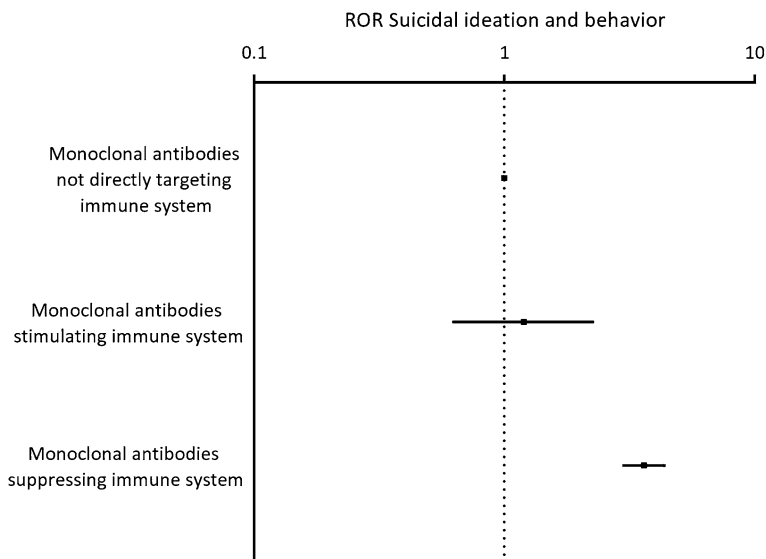 ROR Suicidal ideation and behavior
0.1 1 10
Monoclonal antibodies
not directly targeting
immune system
Monoclonal antibodies
stimulating immune system
Monoclonal antibodies
suppressing immune system